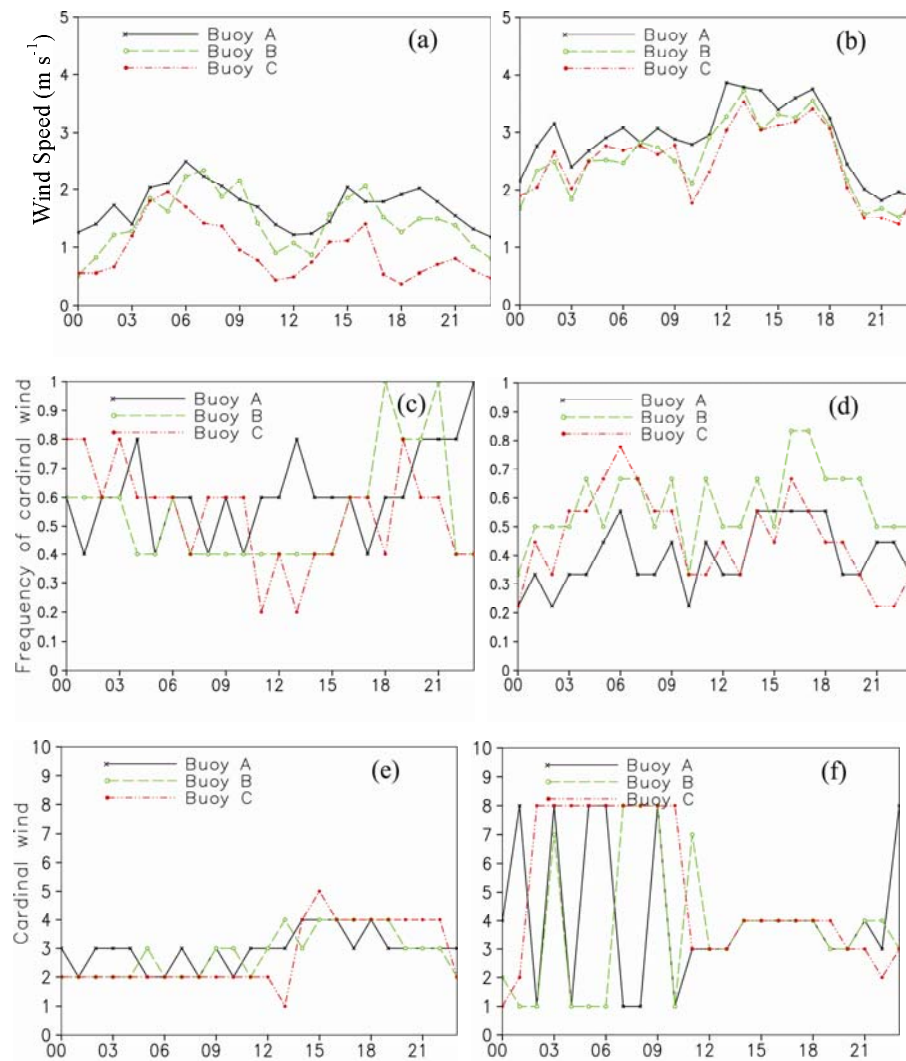 Wind Speed (m s⁻¹)
5
4
3
2
1
0
Buoy A
Buoy B
Buoy C
(a)
00 03 06 09 12 15 18 21
5
4
3
2
1
0
Buoy A
Buoy B
Buoy C
(b)
00 03 06 09 12 15 18 21
Frequency of cardinal wind
1
0.9
0.8
0.7
0.6
0.5
0.4
0.3
0.2
0.1
0
Buoy A
Buoy B
Buoy C
(c)
00 03 06 09 12 15 18 21
1
0.9
0.8
0.7
0.6
0.5
0.4
0.3
0.2
0.1
0
Buoy A
Buoy B
Buoy C
(d)
00 03 06 09 12 15 18 21
Cardinal wind
10
9
8
7
6
5
4
3
2
1
0
Buoy A
Buoy B
Buoy C
(e)
00 03 06 09 12 15 18 21
10
9
8
7
6
5
4
3
2
1
0
Buoy A
Buoy B
Buoy C
(f)
00 03 06 09 12 15 18 21